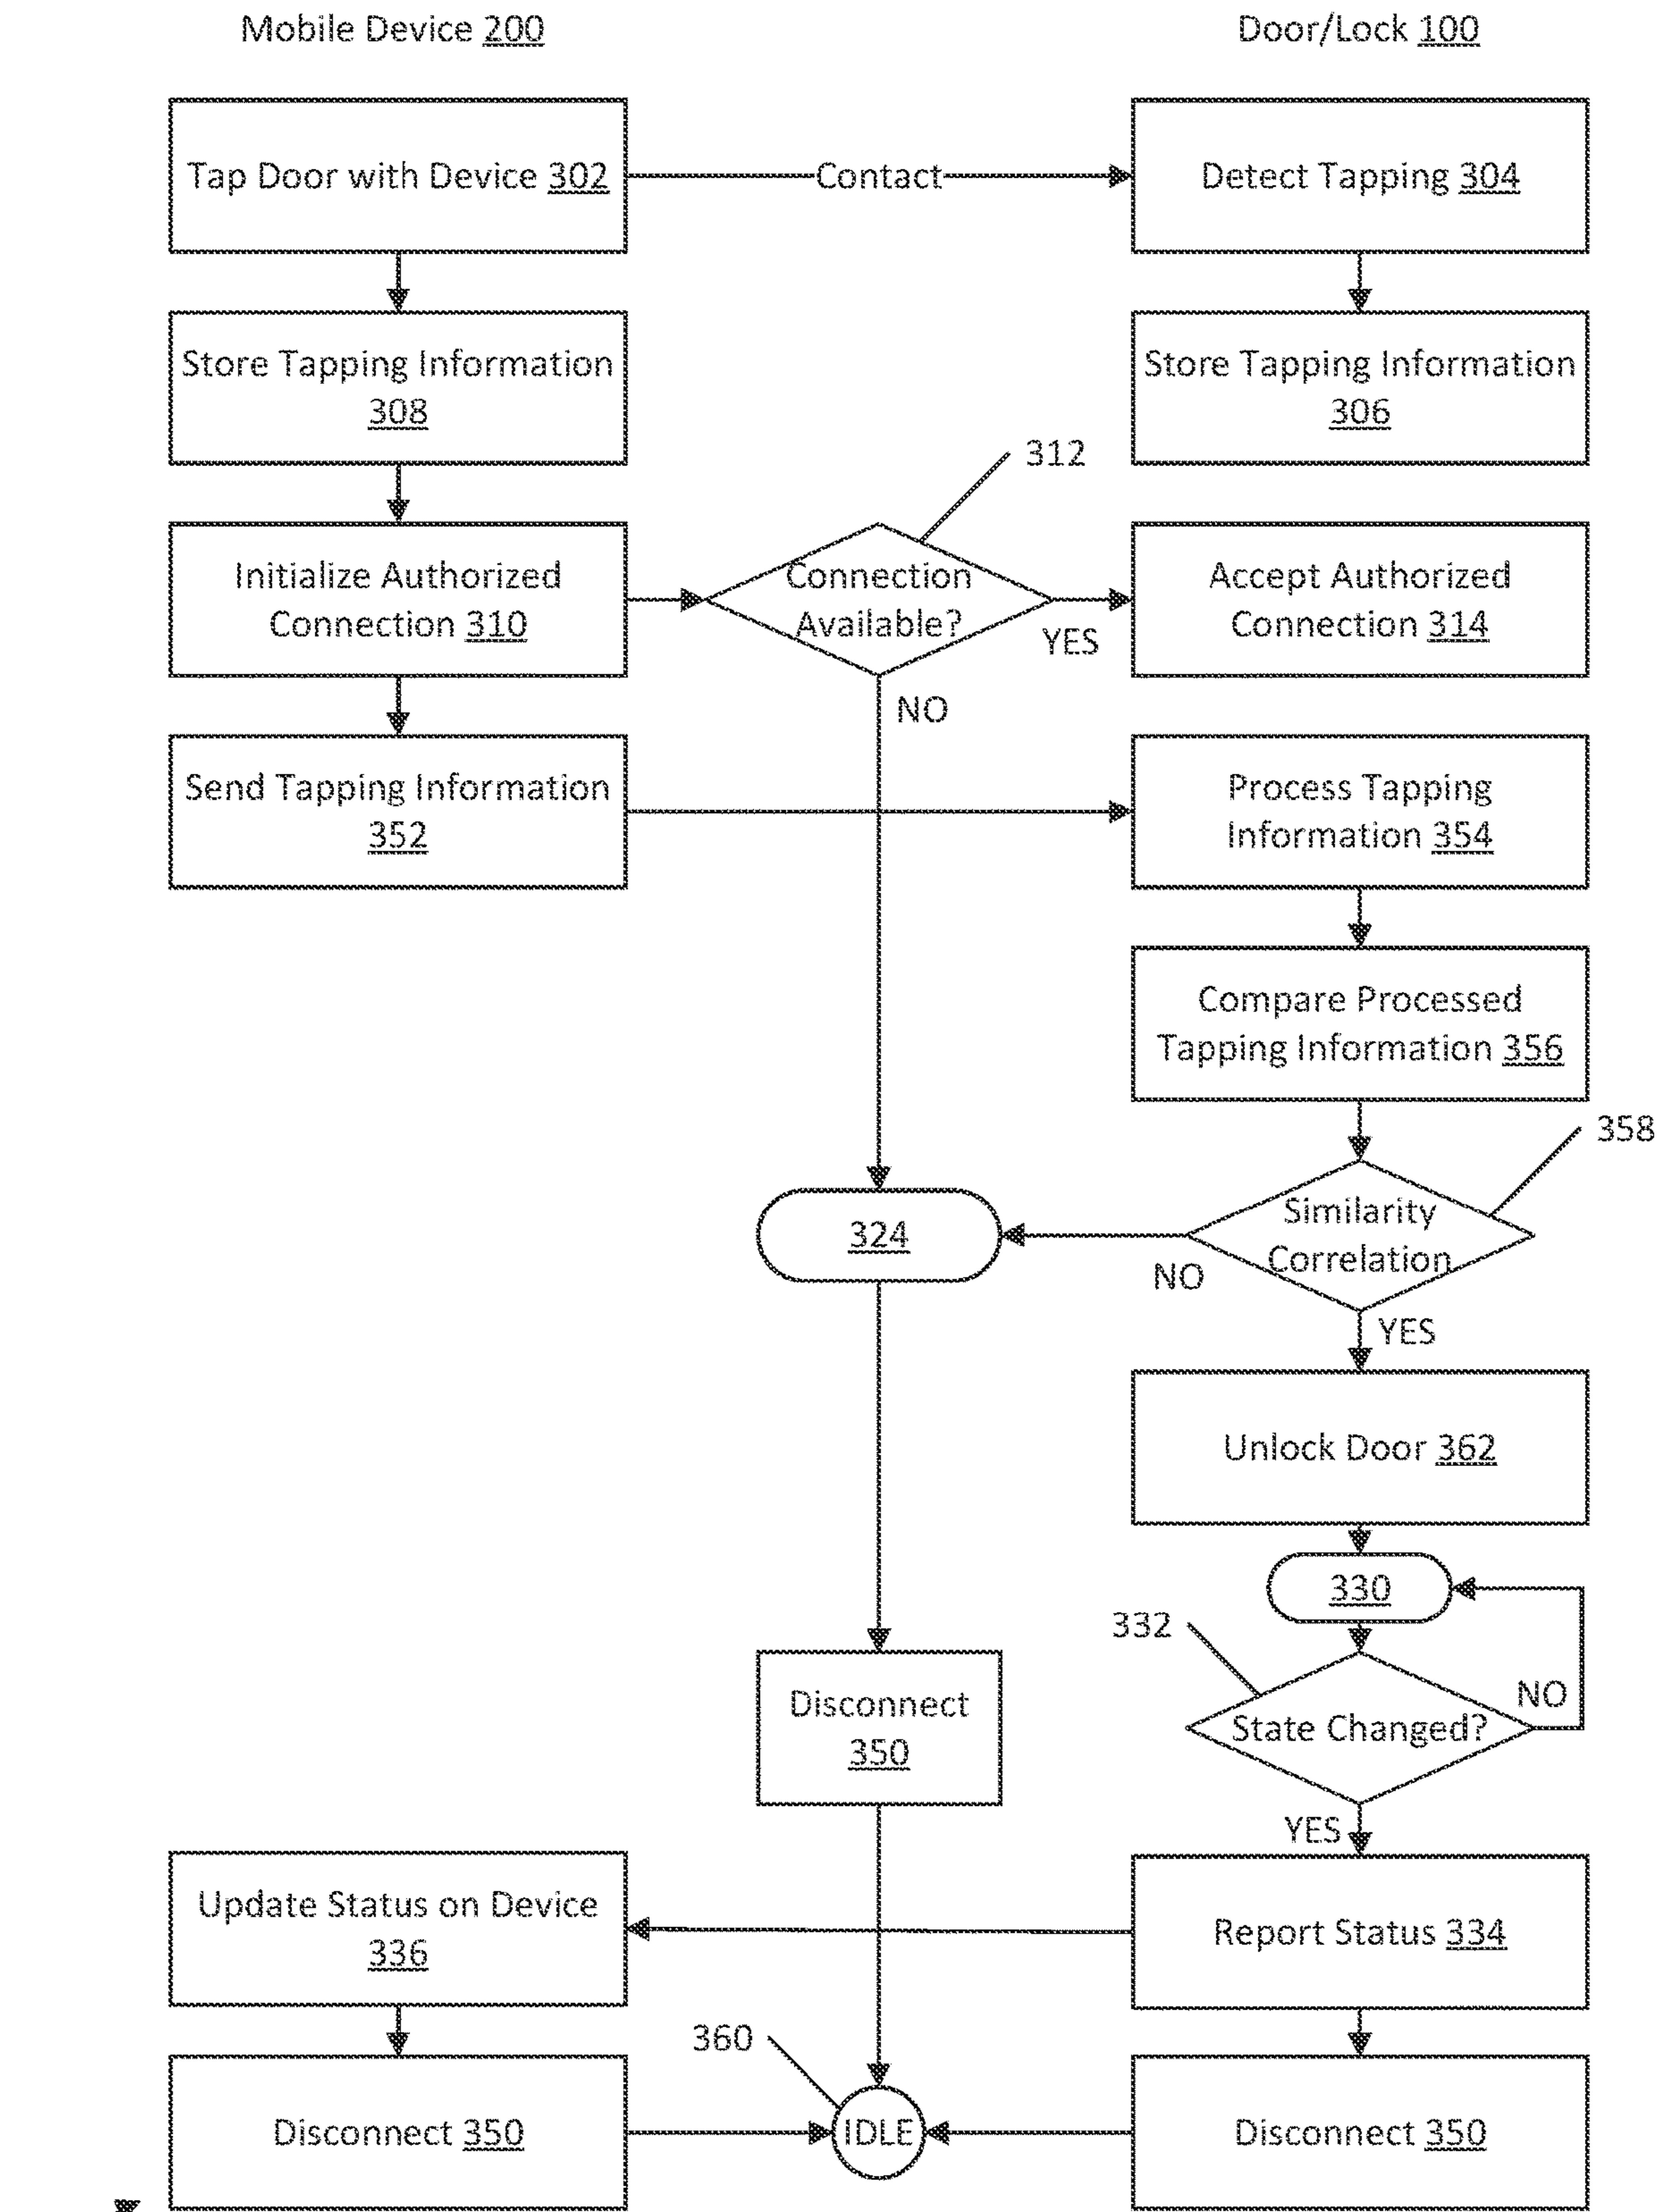 Mobile Device 200
Door/Lock 100
Tap Door with Device 302
Contact
Detect Tapping 304
Store Tapping Information
308
Store Tapping Information
306
312
Initialize Authorized
Connection 310
Connection
Available?
YES
NO
Accept Authorized
Connection 314
Send Tapping Information
352
Process Tapping
Information 354
Compare Processed
Tapping Information 356
358
Similarity
Correlation
NO
YES
324
Unlock Door 362
330
332
State Changed?
NO
YES
Disconnect
350
Update Status on Device
336
Report Status 334
360
Disconnect 350
IDLE
Disconnect 350